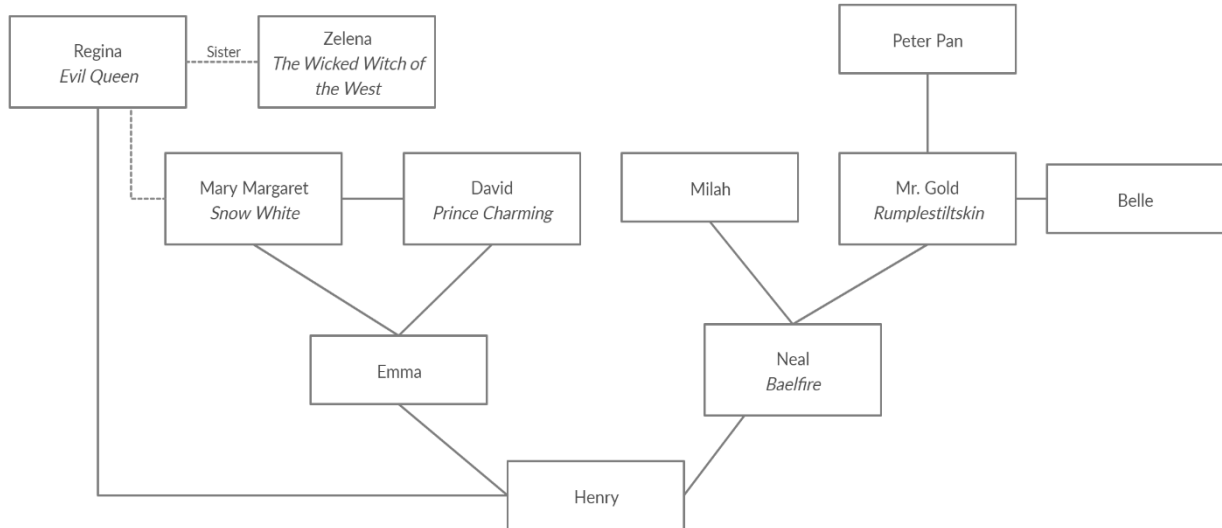 Regina
Evil Queen
Sister
Zelena
The Wicked Witch of
the West
Peter Pan
Mary Margaret
Snow White
David
Prince Charming
Milah
Mr. Gold
Rumplestiltskin
Belle
Emma
Neal
Baelfire
Henry